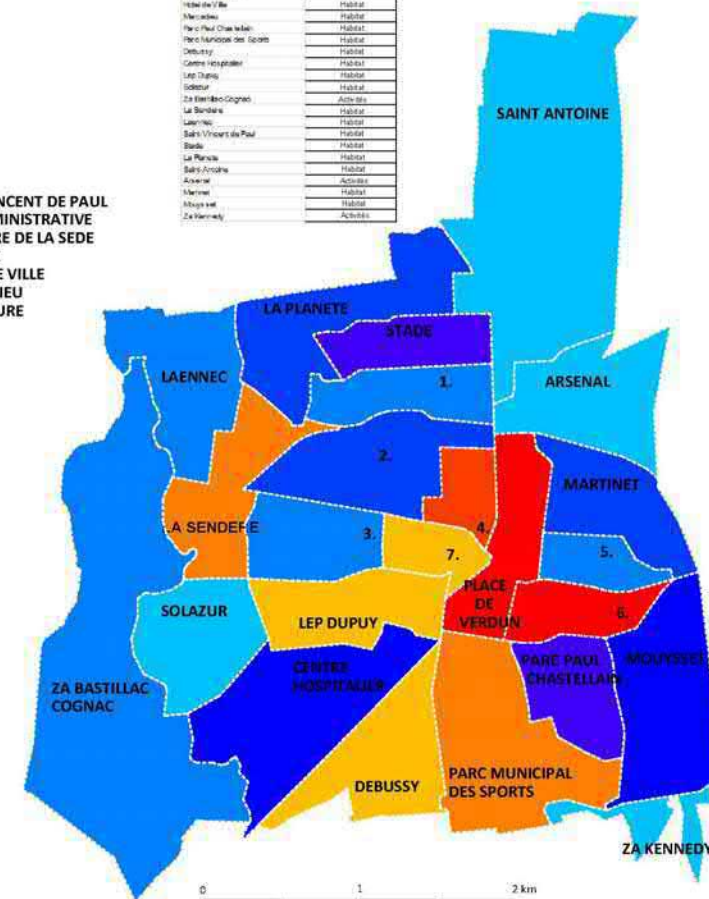 Hotel de Ville Habitat
Marcadieu Habitat
Parc Paul Chastellain Habitat
Parc Municipal des Sports Habitat
Debussy Habitat
Centre Hospitalier Habitat
Lep Dupuy Habitat
Solazur Habitat
Za Bastillac-Cognac Activités
La Sendere Habitat
Laennec Habitat
Saint-Vincent de Paul Habitat
Stade Habitat
La Planete Habitat
Saint-Antoine Habitat
Arsenal Activités
Martinet Habitat
Mouysset Habitat
Za Kennedy Activités
NCENT DE PAUL
MINISTRATIVE
RE DE LA SEDE
E VILLE
IEU
URE
SAINT ANTOINE
LA PLANETE
STADE
LAENNEC
1.
ARSENAL
2.
MARTINET
LA SENDERE
3.
4.
5.
7.
PLACE
DE
VERDUN
6.
SOLAZUR
LEP DUPUY
CENTRE
HOSPITALIER
PARC PAUL
CHASTELLAIN
MOUYSSET
ZA BASTILLAC
COGNAC
DEBUSSY
PARC MUNICIPAL
DES SPORTS
ZA KENNEDY
0 1 2 km